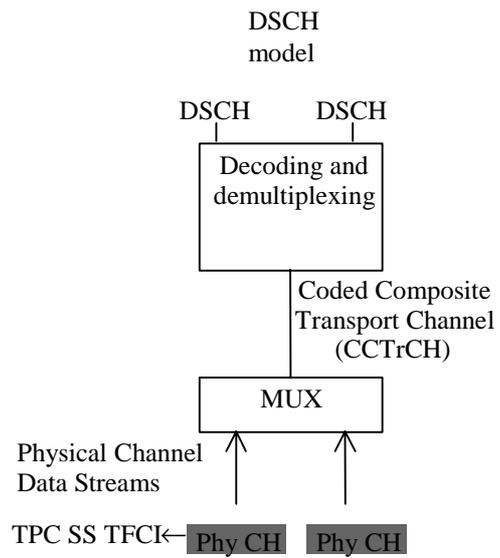 DSCH
model
DSCH DSCH
Decoding and
demultiplexing
Coded Composite
Transport Channel
(CCTrCH)
MUX
Physical Channel
Data Streams
TPC SS TFCI Phy CH Phy CH